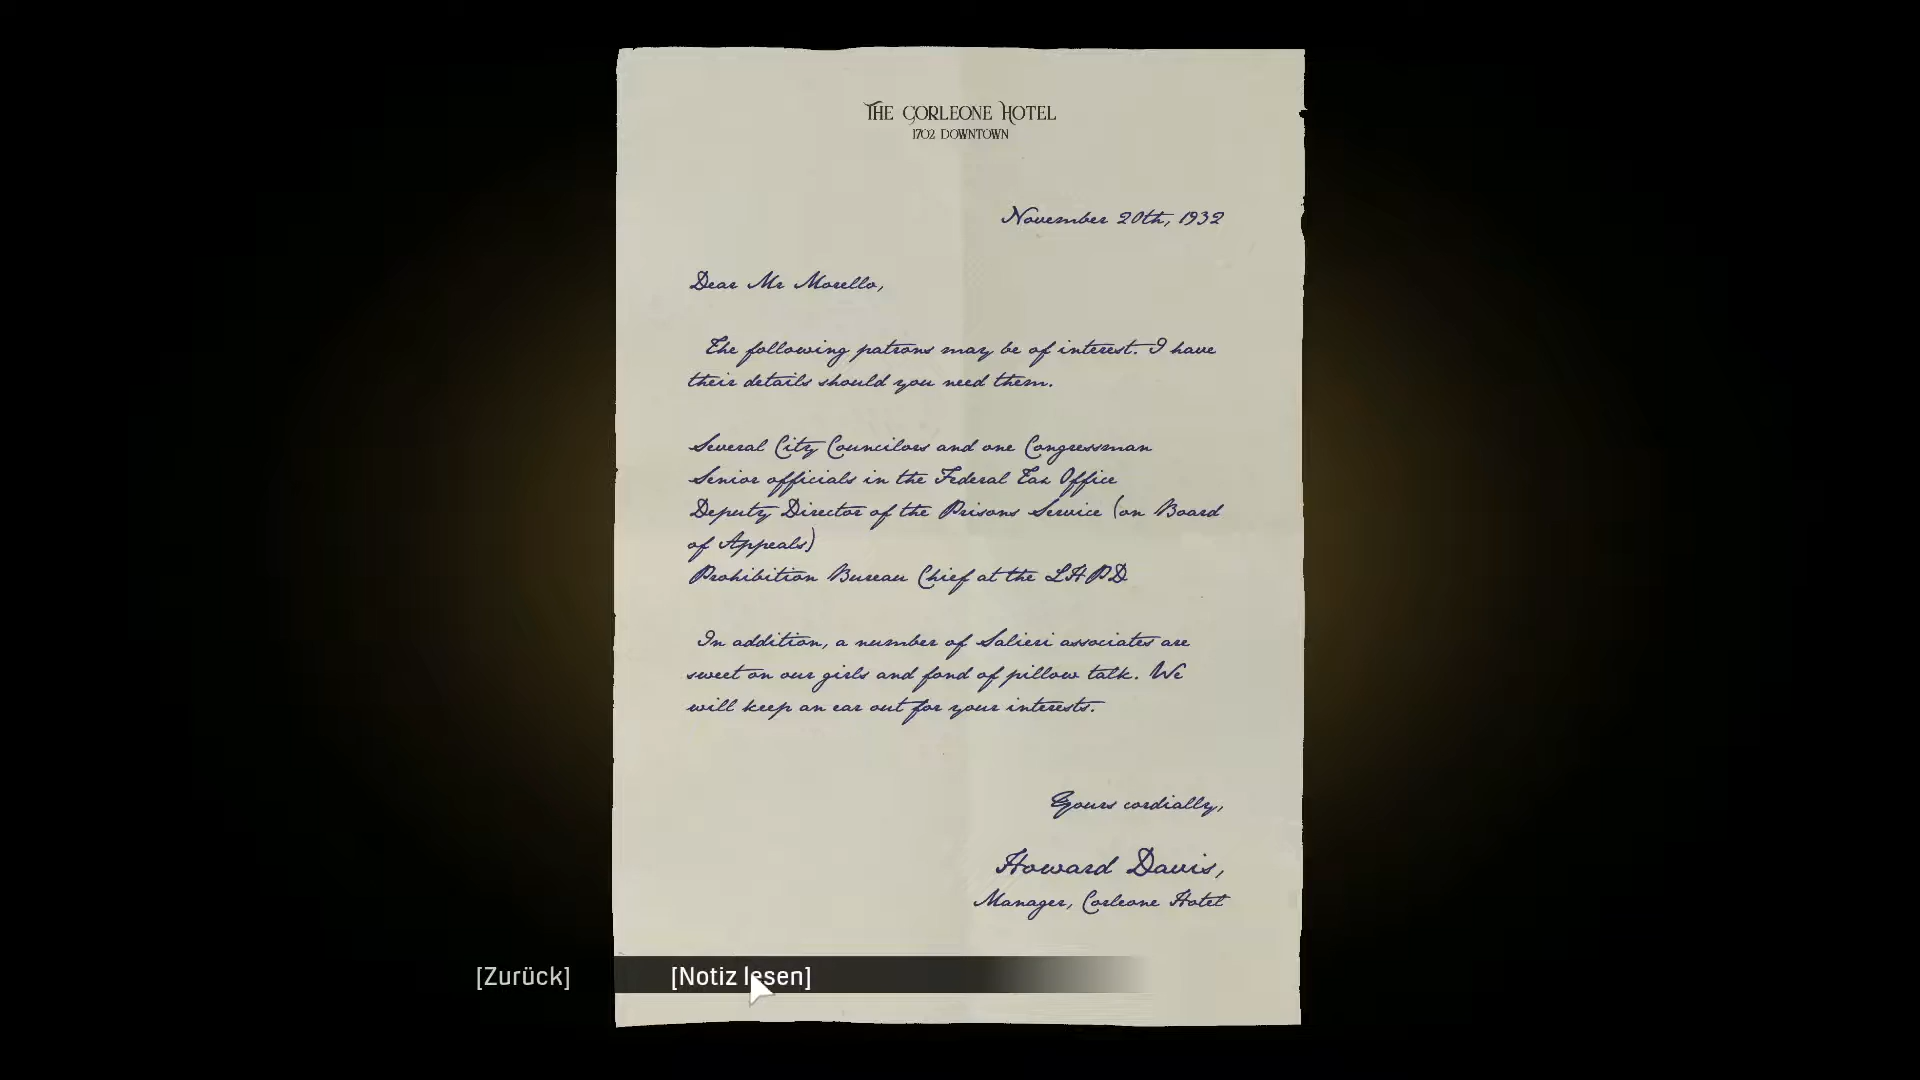 THE CORLEONE HOTEL
1702 DOWNTOWN
November 20th, 1932
Dear Mr Morello,
The following patrons may be of interest. I have
their details should you need them.
Several City Councilors and one Congressman
Senior officials in the Federal Tax Office
Deputy Director of the Prisons Service (on Board
of Appeals)
Prohibition Bureau Chief at the LHPD
In addition, a number of Salieri associates are
sweet on our girls and fond of pillow talk. We
will keep an ear out for your interests.
Yours cordially,
Howard Davis,
Manager, Corleone Hotel
[Zurück] [Notiz lesen]